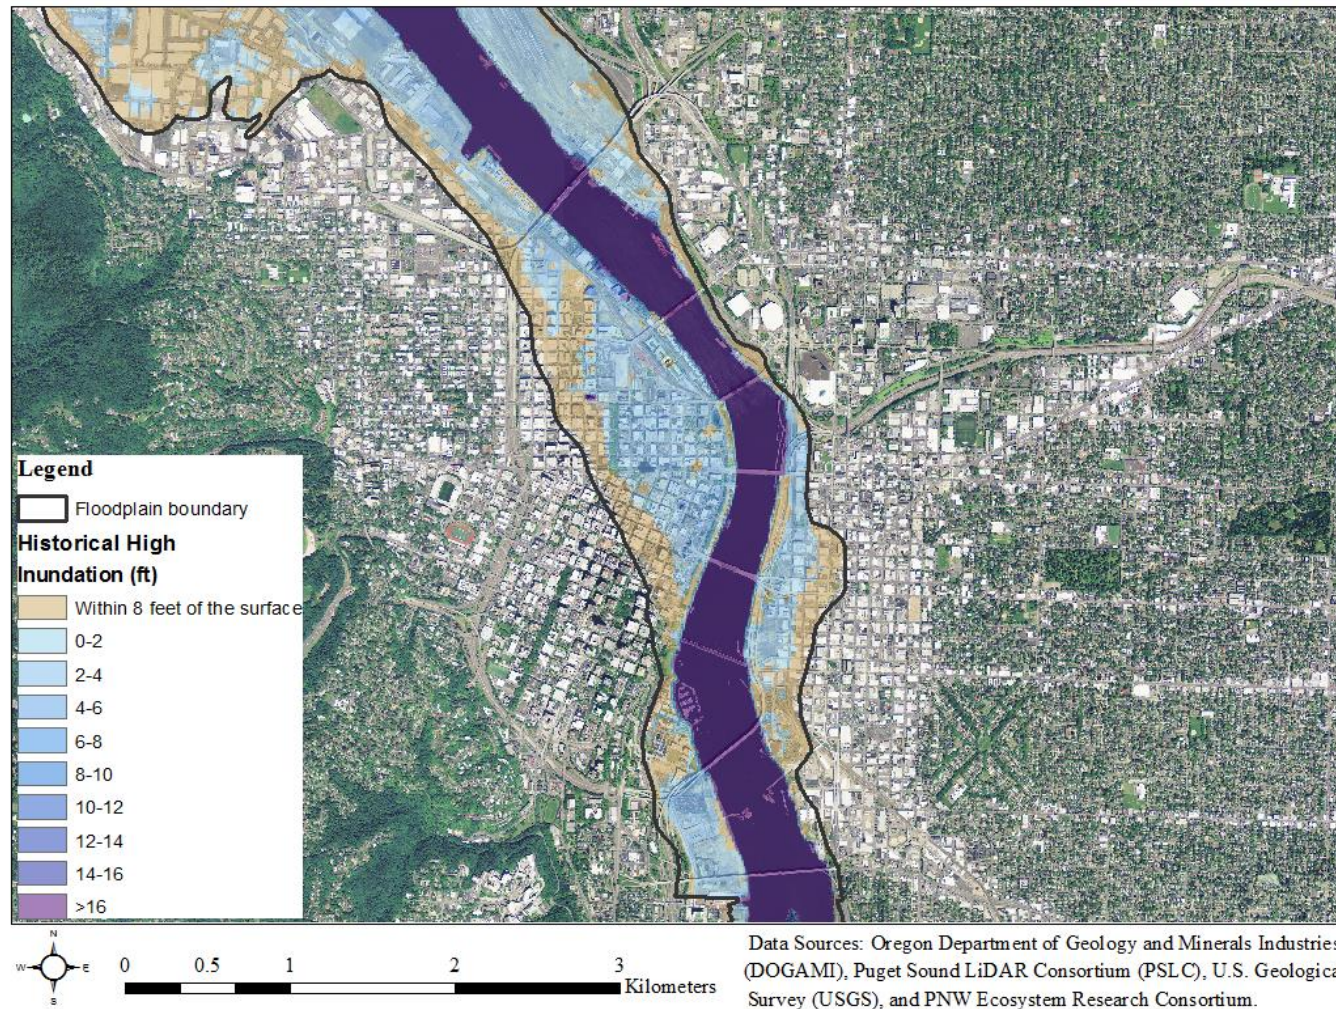 Legend
Floodplain boundary
Historical High
Inundation (ft)
Within 8 feet of the surface
0-2
2-4
4-6
6-8
8-10
10-12
12-14
14-16
>16
N
W
E
S
0 0.5 1 2 3
Kilometers
Data Sources: Oregon Department of Geology and Minerals Industries
(DOGAMI), Puget Sound LiDAR Consortium (PSLC), U.S. Geologica
Survey (USGS), and PNW Ecosystem Research Consortium.